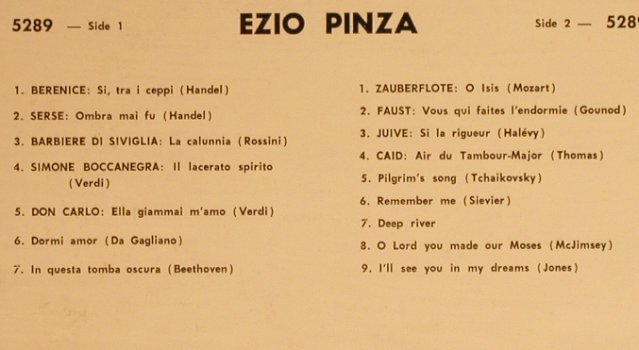 5289 — Side 1
EZIO PINZA
Side 2 — 5289
1. BERENICE: Si, tra i ceppi (Handel)
2. SERSE: Ombra mai fu (Handel)
3. BARBIERE DI SIVIGLIA: La calunnia (Rossini)
4. SIMONE BOCCANEGRA: Il lacerato spirito
(Verdi)
5. DON CARLO: Ella giammai m'amo (Verdi)
6. Dormi amor (Da Gagliano)
7. In questa tomba oscura (Beethoven)
1. ZAUBERFLOTE: O Isis (Mozart)
2. FAUST: Vous qui faites l'endormie (Gounod)
3. JUIVE: Si la rigueur (Halévy)
4. CAID: Air du Tambour-Major (Thomas)
5. Pilgrim's song (Tchaikovsky)
6. Remember me (Sievier)
7. Deep river
8. O Lord you made our Moses (McJimsey)
9. I'll see you in my dreams (Jones)